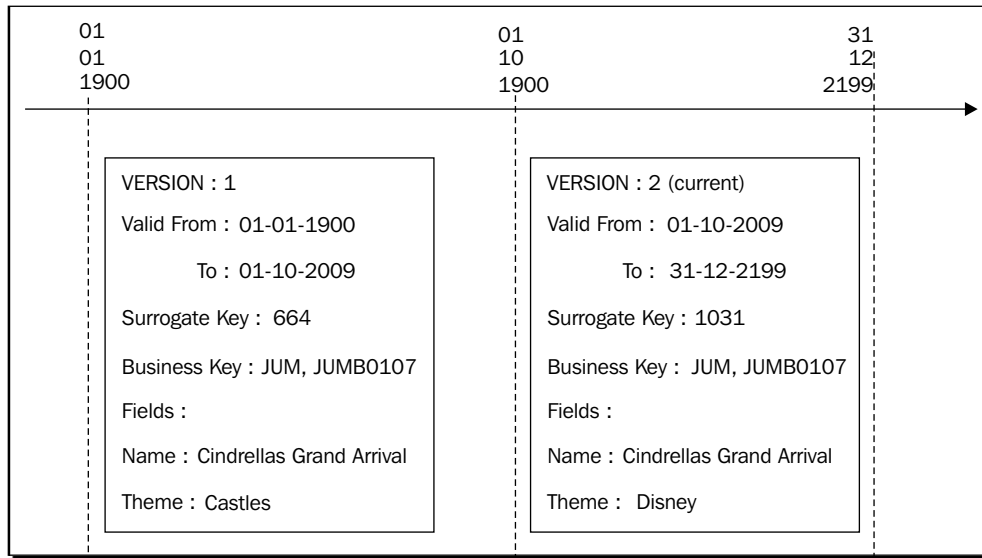 01
01
1900
01
10
1900
31
12
2199
VERSION : 1
Valid From : 01-01-1900
To : 01-10-2009
Surrogate Key : 664
Business Key : JUM, JUMB0107
Fields :
Name : Cindrellas Grand Arrival
Theme : Castles
VERSION : 2 (current)
Valid From : 01-10-2009
To : 31-12-2199
Surrogate Key : 1031
Business Key : JUM, JUMB0107
Fields :
Name : Cindrellas Grand Arrival
Theme : Disney